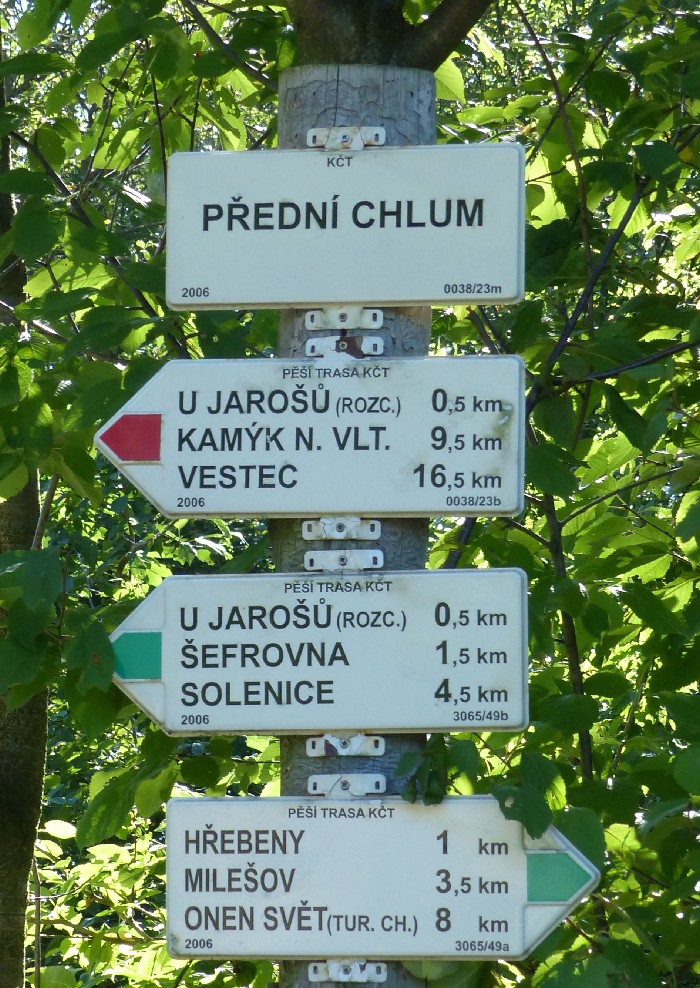 KČT
PŘEDNÍ CHLUM
2006 0038/23m
PĚŠÍ TRASA KČT
U JAROŠŮ (ROZC.) 0,5 km
KAMÝK N. VLT. 9,5 km
VESTEC 16,5 km
2006 0038/23b
PĚŠÍ TRASA KČT
U JAROŠŮ (ROZC.) 0,5 km
ŠEFROVNA 1,5 km
SOLENICE 4,5 km
2006 3065/49b
PĚŠÍ TRASA KČT
HŘEBENY 1 km
MILEŠOV 3,5 km
ONEN SVĚT (TUR. CH.) 8 km
2006 3065/49a